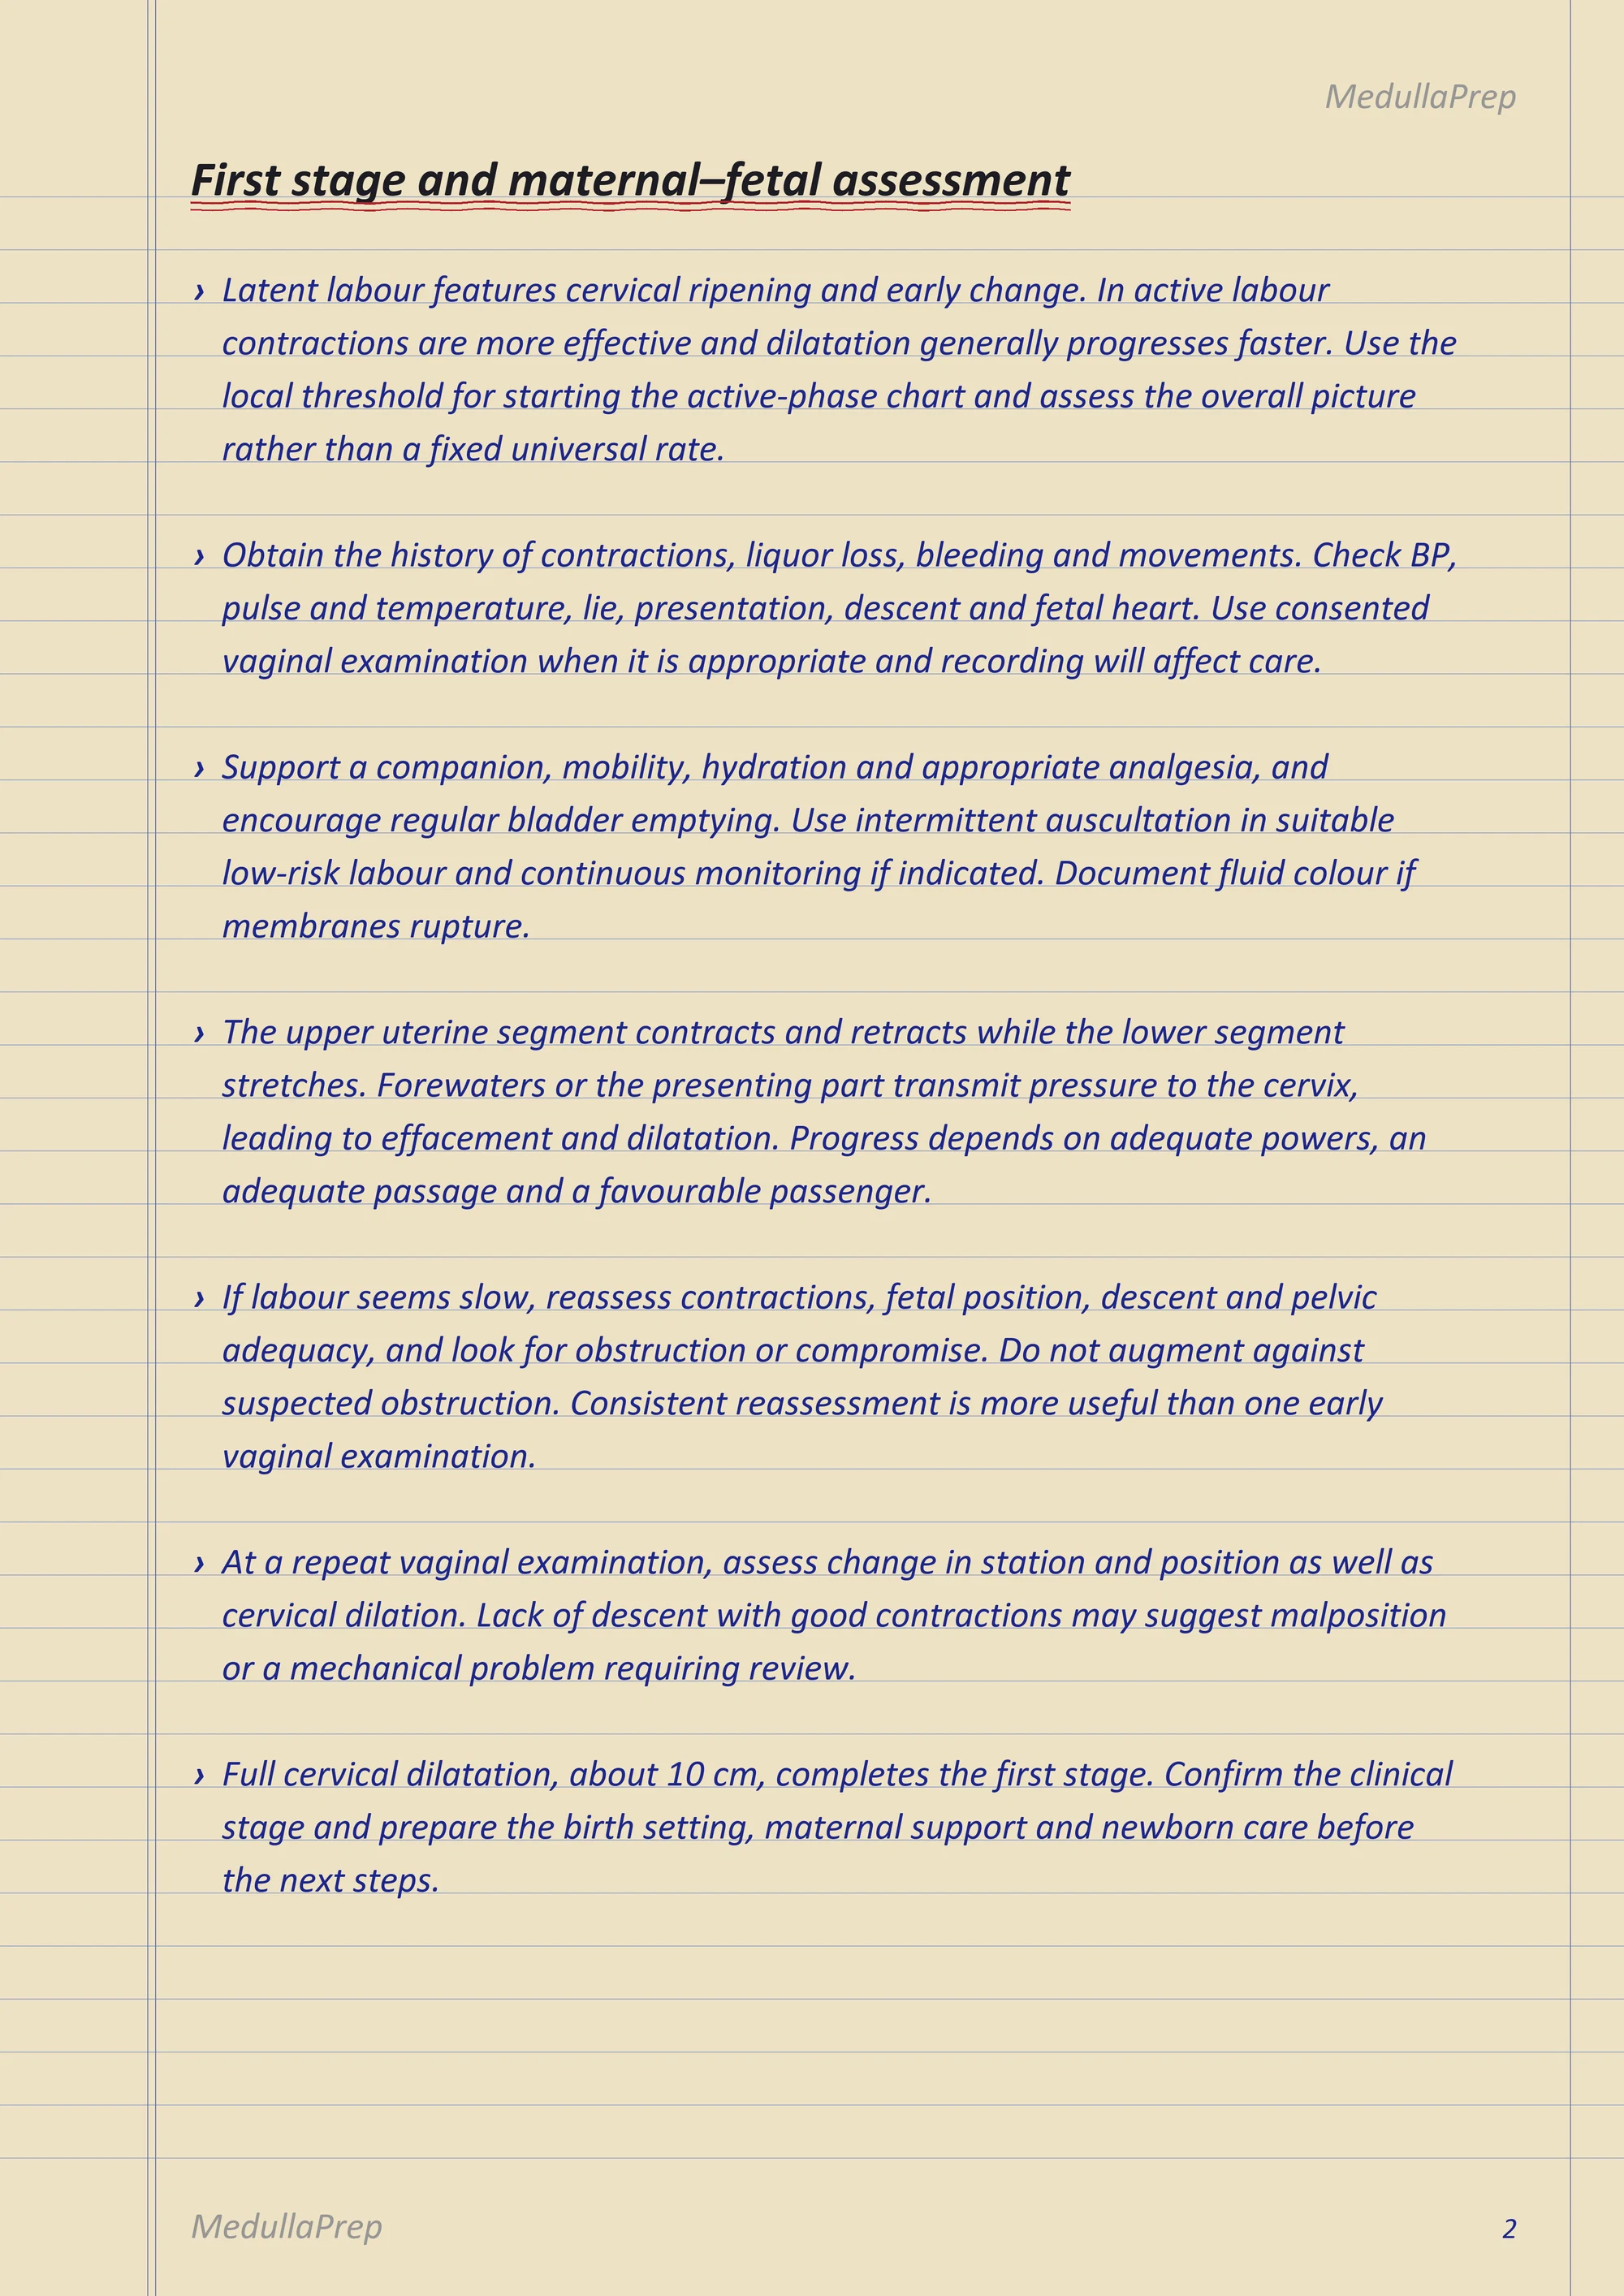 MedullaPrep
First stage and maternal–fetal assessment
› Latent labour features cervical ripening and early change. In active labour
contractions are more effective and dilatation generally progresses faster. Use the
local threshold for starting the active-phase chart and assess the overall picture
rather than a fixed universal rate.
› Obtain the history of contractions, liquor loss, bleeding and movements. Check BP,
pulse and temperature, lie, presentation, descent and fetal heart. Use consented
vaginal examination when it is appropriate and recording will affect care.
› Support a companion, mobility, hydration and appropriate analgesia, and
encourage regular bladder emptying. Use intermittent auscultation in suitable
low-risk labour and continuous monitoring if indicated. Document fluid colour if
membranes rupture.
› The upper uterine segment contracts and retracts while the lower segment
stretches. Forewaters or the presenting part transmit pressure to the cervix,
leading to effacement and dilatation. Progress depends on adequate powers, an
adequate passage and a favourable passenger.
› If labour seems slow, reassess contractions, fetal position, descent and pelvic
adequacy, and look for obstruction or compromise. Do not augment against
suspected obstruction. Consistent reassessment is more useful than one early
vaginal examination.
› At a repeat vaginal examination, assess change in station and position as well as
cervical dilation. Lack of descent with good contractions may suggest malposition
or a mechanical problem requiring review.
› Full cervical dilatation, about 10 cm, completes the first stage. Confirm the clinical
stage and prepare the birth setting, maternal support and newborn care before
the next steps.
MedullaPrep
2